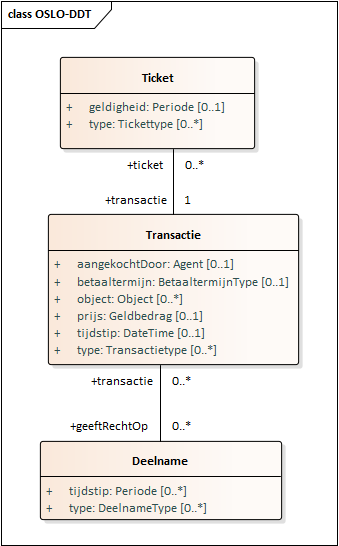 class OSLO-DDT
Ticket
+ geldigheid: Periode [0..1]
+ type: Tickettype [0..*]
+ticket 0..*
+transactie 1
Transactie
+ aangekochtDoor: Agent [0..1]
+ betaaltermijn: BetaaltermijnType [0..1]
+ object: Object [0..*]
+ prijs: Geldbedrag [0..1]
+ tijdstip: DateTime [0..1]
+ type: Transactietype [0..*]
+transactie 0..*
+geeftRechtOp 0..*
Deelname
+ tijdstip: Periode [0..*]
+ type: DeelnameType [0..*]